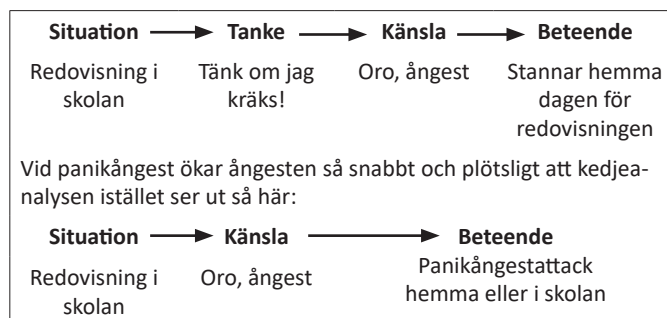 Situation Tanke Känsla Beteende
Redovisning i Tänk om jag Oro, ångest Stannar hemma
skolan kräks! dagen för
redovisningen
Vid panikångest ökar ångesten så snabbt och plötsligt att kedjea-
nalysen istället ser ut så här:
Situation Känsla Beteende
Redovisning i Oro, ångest Panikångestattack
skolan hemma eller i skolan